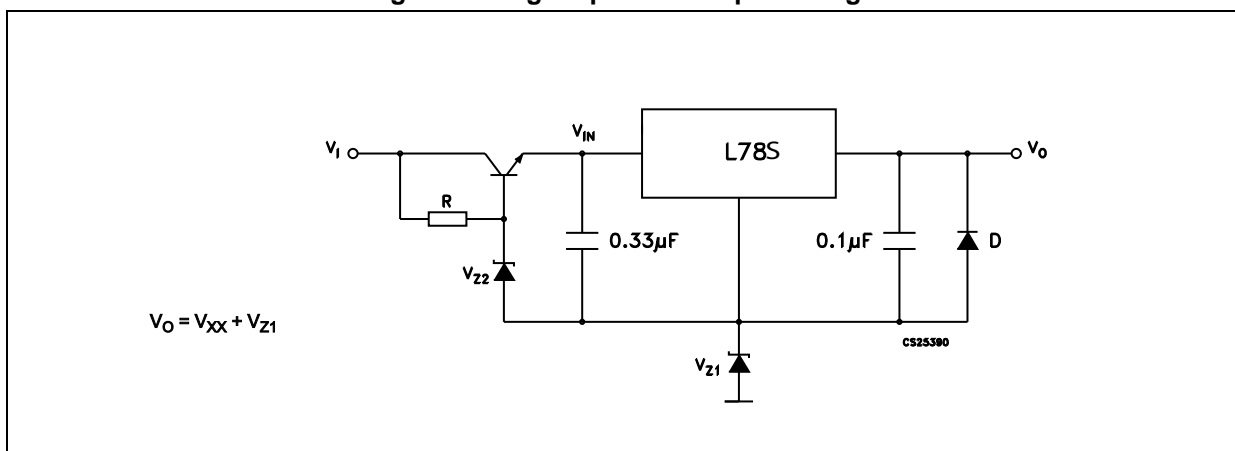 V_I
V_IN
L78S
V_O
R
0.33µF
0.1µF
D
V_Z2
V_O = V_XX + V_Z1
CS25390
V_Z1